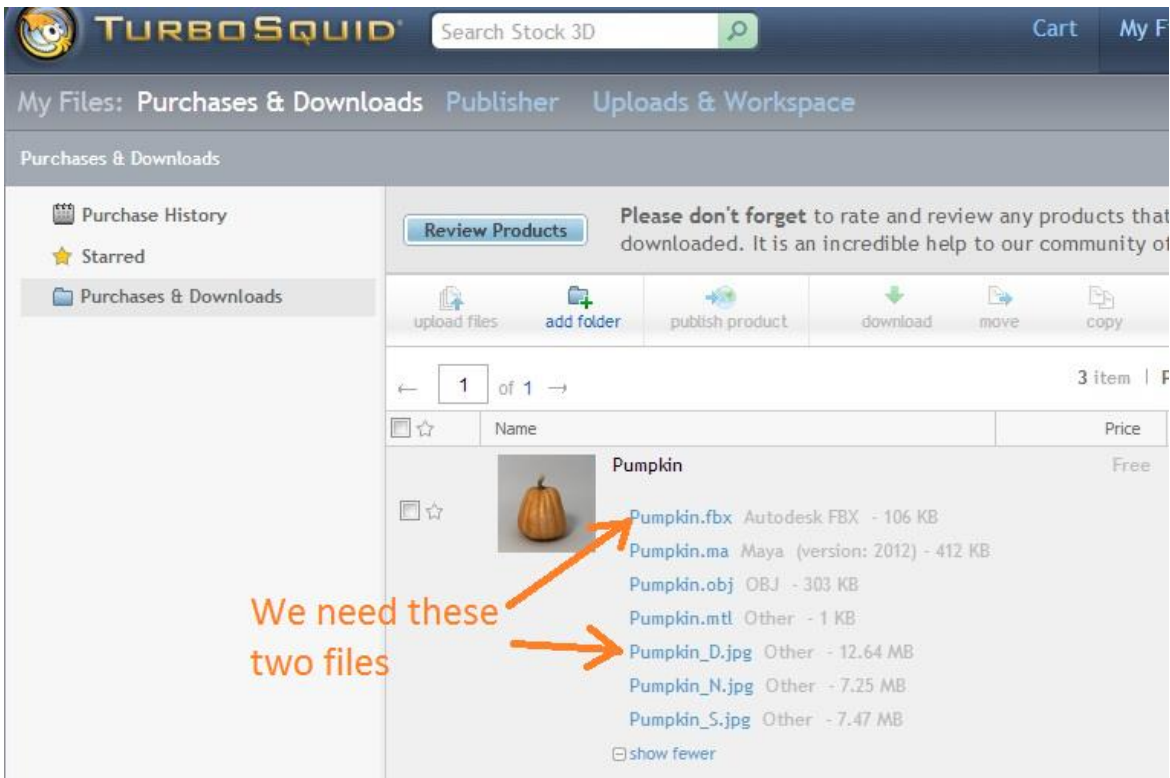 TURBOSQUID® Search Stock 3D Cart My F
My Files: Purchases & Downloads Publisher Uploads & Workspace
Purchases & Downloads
Purchase History
Starred
Purchases & Downloads
Review Products
Please don't forget to rate and review any products that
downloaded. It is an incredible help to our community of
upload files add folder publish product download move copy
← 1 of 1 → 3 item | P
Name Price
Pumpkin Free
Pumpkin.fbx Autodesk FBX - 106 KB
Pumpkin.ma Maya (version: 2012) - 412 KB
Pumpkin.obj OBJ - 303 KB
Pumpkin.mtl Other - 1 KB
Pumpkin_D.jpg Other - 12.64 MB
Pumpkin_N.jpg Other - 7.25 MB
Pumpkin_S.jpg Other - 7.47 MB
show fewer
We need these
two files